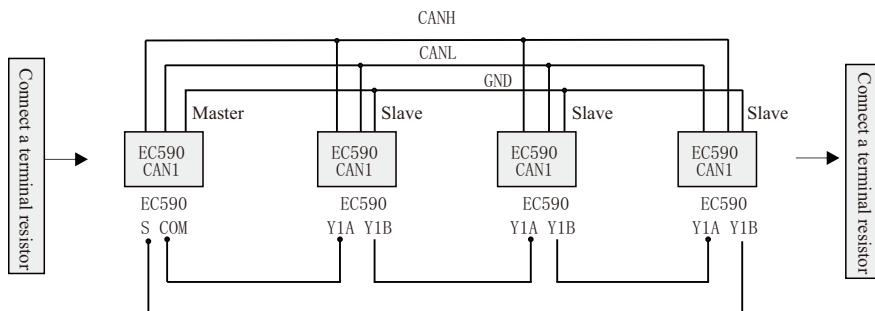 CANH
CANL
GND
Connect a terminal resistor
Master
Slave
Slave
Slave
Connect a terminal resistor
EC590
CAN1
EC590
CAN1
EC590
CAN1
EC590
CAN1
EC590
EC590
EC590
EC590
S COM
Y1A Y1B
Y1A Y1B
Y1A Y1B